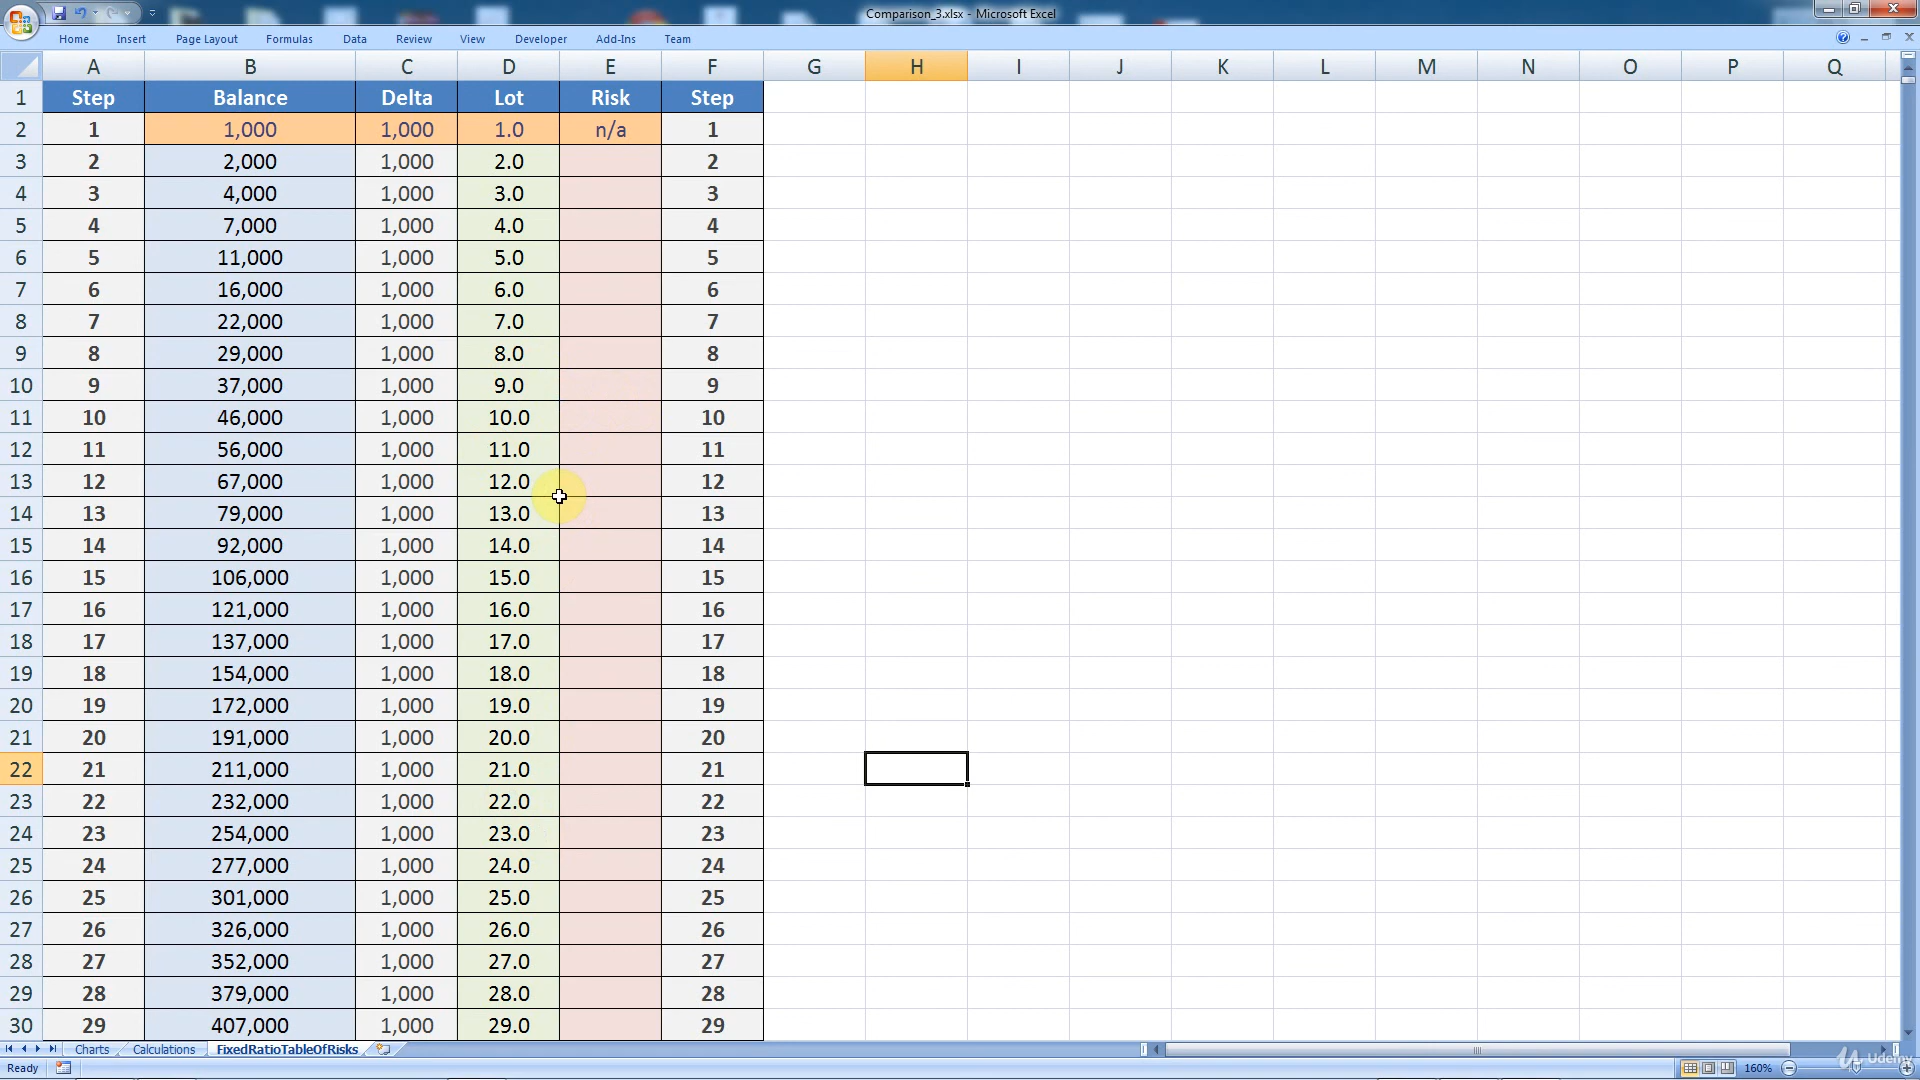 Comparison_3.xlsx - Microsoft Excel
Home Insert Page Layout Formulas Data Review View Developer Add-Ins Team
A B C D E F G H I J K L M N O P Q
1 Step Balance Delta Lot Risk Step
2 1 1,000 1,000 1.0 n/a 1
3 2 2,000 1,000 2.0 2
4 3 4,000 1,000 3.0 3
5 4 7,000 1,000 4.0 4
6 5 11,000 1,000 5.0 5
7 6 16,000 1,000 6.0 6
8 7 22,000 1,000 7.0 7
9 8 29,000 1,000 8.0 8
10 9 37,000 1,000 9.0 9
11 10 46,000 1,000 10.0 10
12 11 56,000 1,000 11.0 11
13 12 67,000 1,000 12.0 12
14 13 79,000 1,000 13.0 13
15 14 92,000 1,000 14.0 14
16 15 106,000 1,000 15.0 15
17 16 121,000 1,000 16.0 16
18 17 137,000 1,000 17.0 17
19 18 154,000 1,000 18.0 18
20 19 172,000 1,000 19.0 19
21 20 191,000 1,000 20.0 20
22 21 211,000 1,000 21.0 21
23 22 232,000 1,000 22.0 22
24 23 254,000 1,000 23.0 23
25 24 277,000 1,000 24.0 24
26 25 301,000 1,000 25.0 25
27 26 326,000 1,000 26.0 26
28 27 352,000 1,000 27.0 27
29 28 379,000 1,000 28.0 28
30 29 407,000 1,000 29.0 29
Charts Calculations FixedRatioTableOfRisks
Ready 160%
Udemy